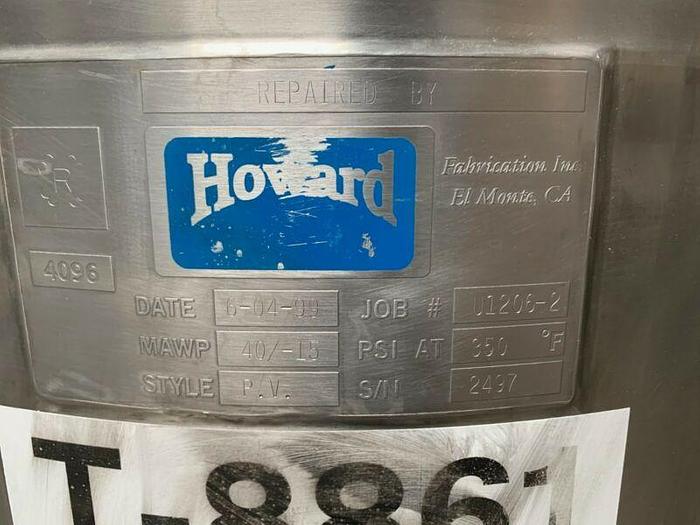 REPAIRED BY
R
Howard
Fabrication Inc.
El Monte, CA
4096
DATE 6-04-99 JOB # U1206-2
MAWP 40/-15 PSI AT 350 °F
STYLE P.V. S/N 2497
T-8861